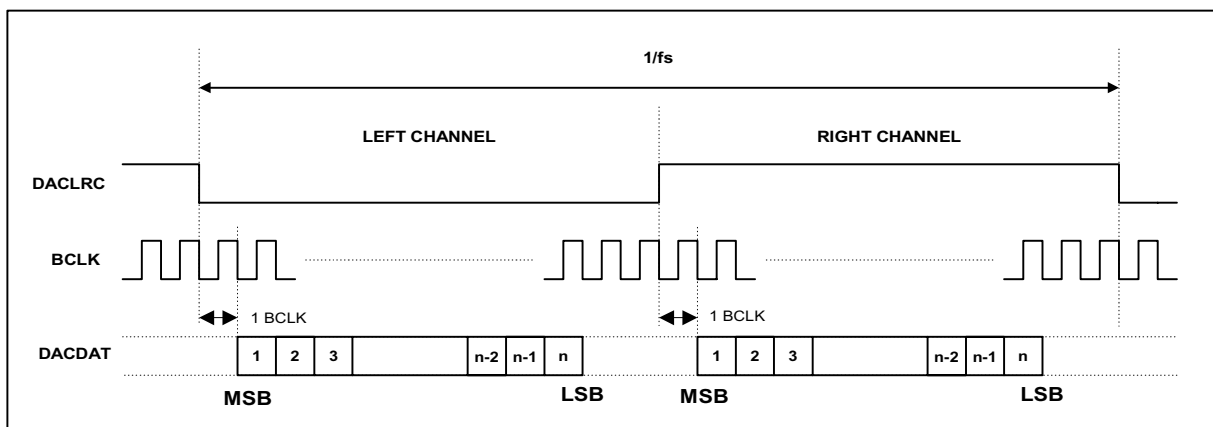 1/fs
LEFT CHANNEL
RIGHT CHANNEL
DACLRC
BCLK
1 BCLK
1 BCLK
DACDAT
1 2 3 n-2 n-1 n
1 2 3 n-2 n-1 n
MSB
LSB
MSB
LSB